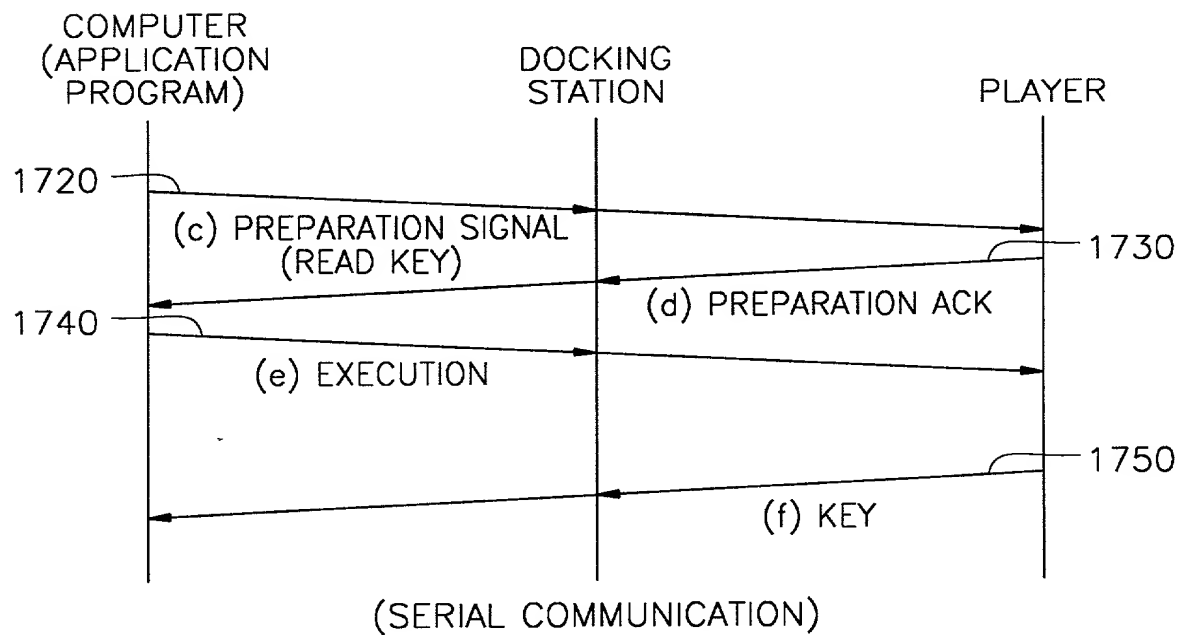 COMPUTER
(APPLICATION
PROGRAM)
DOCKING
STATION
PLAYER
1720
(c) PREPARATION SIGNAL
(READ KEY)
1730
(d) PREPARATION ACK
1740
(e) EXECUTION
1750
(f) KEY
(SERIAL COMMUNICATION)